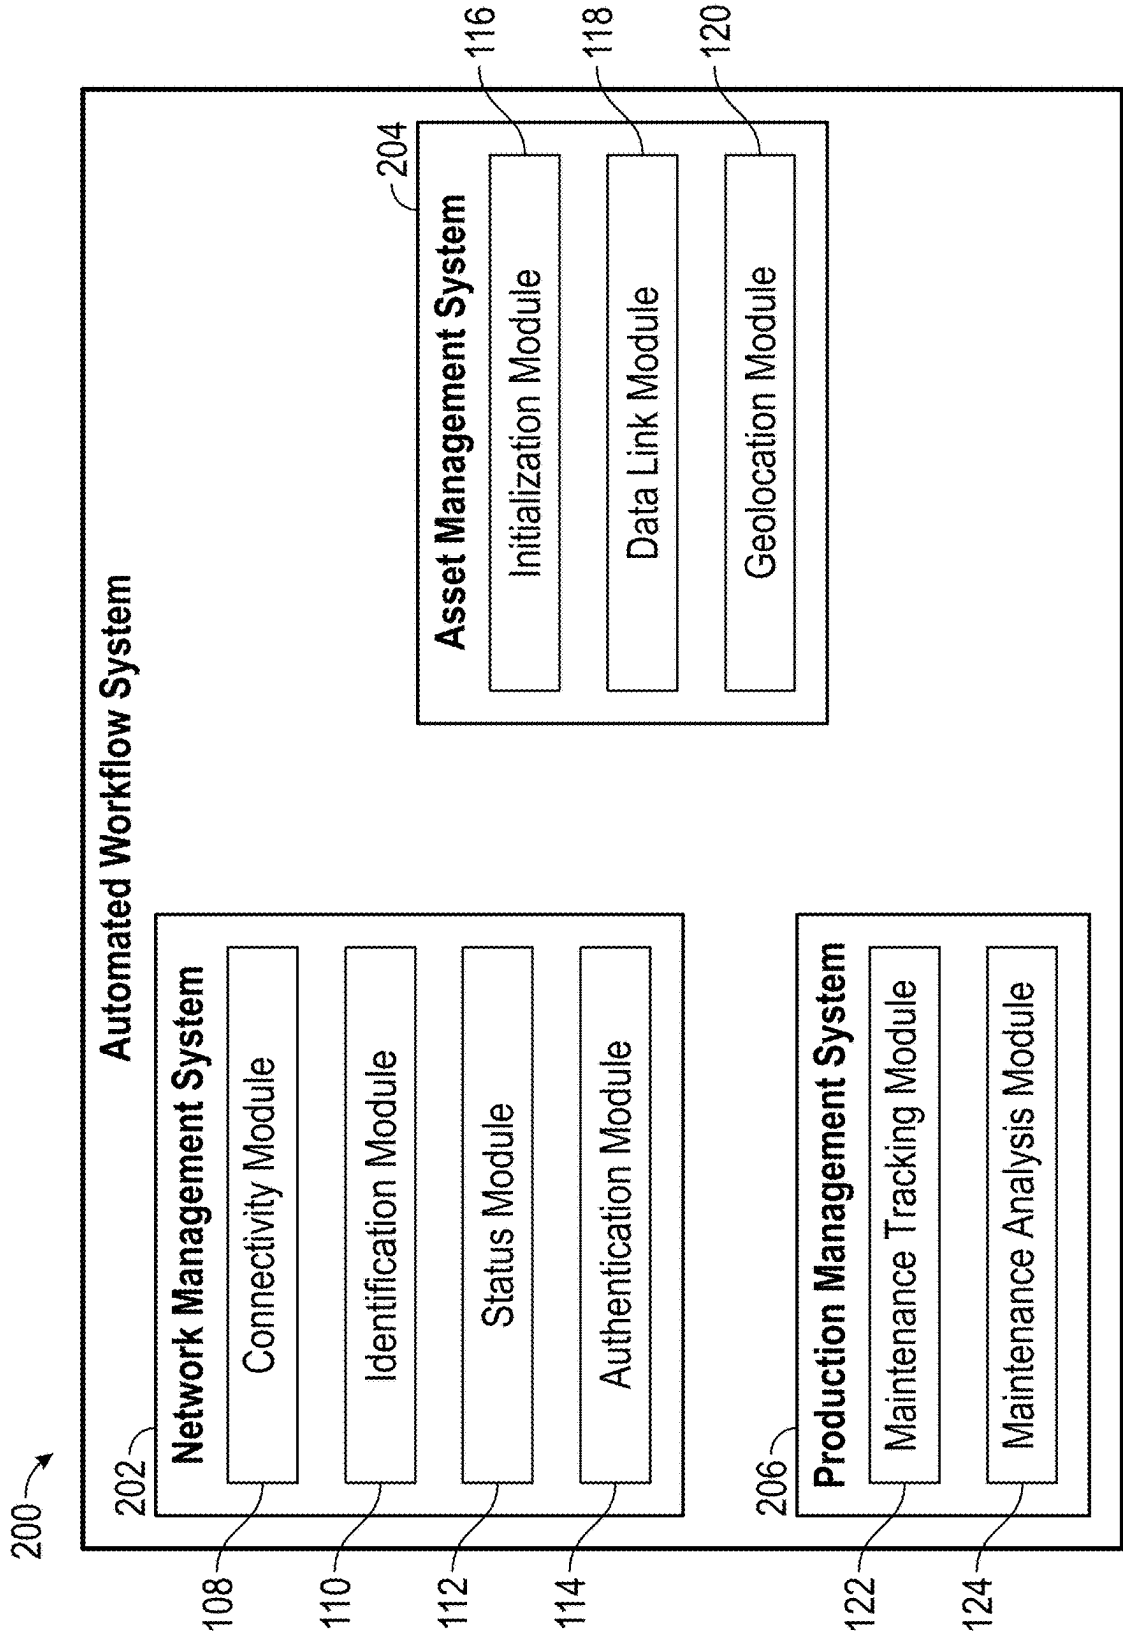 200
Automated Workflow System
202
Network Management System
108
Connectivity Module
110
Identification Module
112
Status Module
114
Authentication Module
204
Asset Management System
Initialization Module
116
Data Link Module
118
Geolocation Module
120
206
Production Management System
122
Maintenance Tracking Module
124
Maintenance Analysis Module